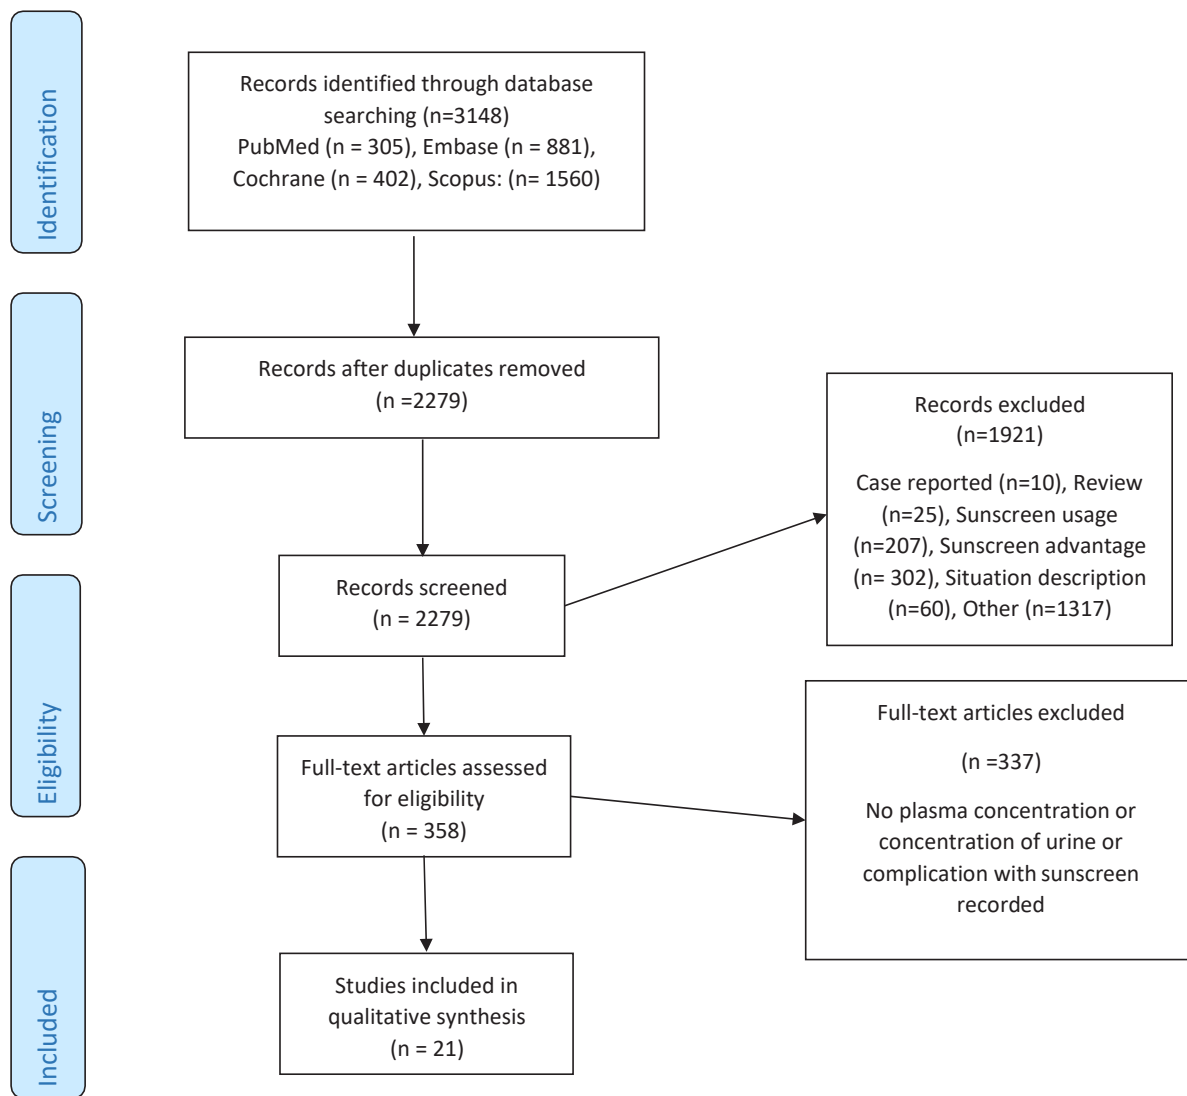 Identification
Records identified through database
searching (n=3148)
PubMed (n = 305), Embase (n = 881),
Cochrane (n = 402), Scopus: (n= 1560)
Screening
Records after duplicates removed
(n =2279)
Records excluded
(n=1921)
Case reported (n=10), Review
(n=25), Sunscreen usage
(n=207), Sunscreen advantage
(n= 302), Situation description
(n=60), Other (n=1317)
Records screened
(n = 2279)
Eligibility
Full-text articles assessed
for eligibility
(n = 358)
Full-text articles excluded
(n =337)
No plasma concentration or
concentration of urine or
complication with sunscreen
recorded
Included
Studies included in
qualitative synthesis
(n = 21)